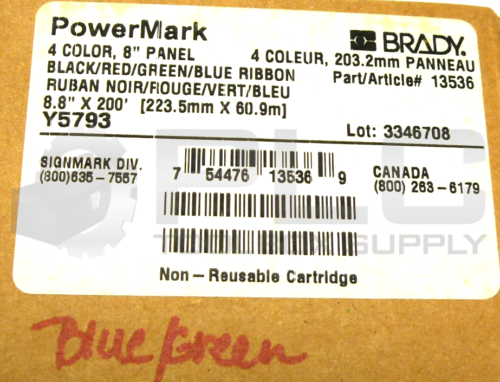 PowerMark
BRADY.
4 COLOR, 8" PANEL
4 COLEUR, 203.2mm PANNEAU
BLACK/RED/GREEN/BLUE RIBBON
Part/Article# 13536
RUBAN NOIR/ROUGE/VERT/BLEU
8.8" X 200' [223.5mm X 60.9m]
Y5793
Lot: 3346708
SIGNMARK DIV.
(800)635-7557
7 54476 13536 9
CANADA
(800) 263-6179
PLC
SUPPLY
Non-Reusable Cartridge
Blue/green